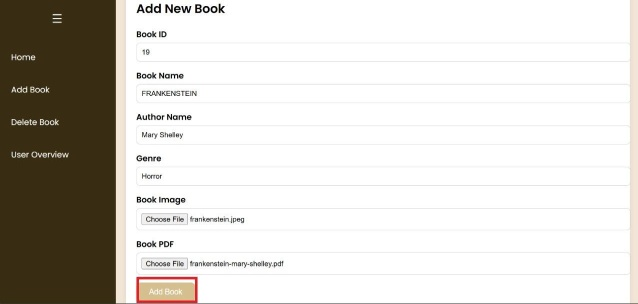 ☰
Home
Add Book
Delete Book
User Overview
Add New Book
Book ID
19
Book Name
FRANKENSTEIN
Author Name
Mary Shelley
Genre
Horror
Book Image
Choose File frankenstein.jpeg
Book PDF
Choose File frankenstein-mary-shelley.pdf
Add Book